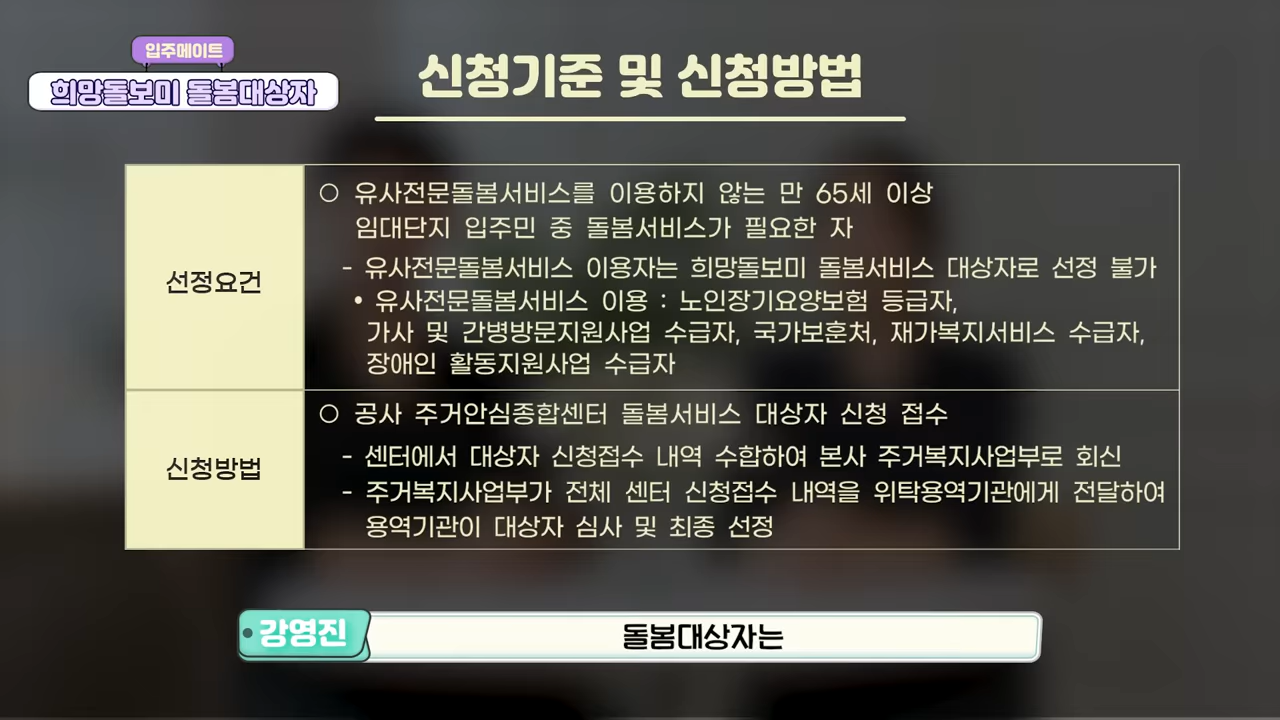 입주메이트
희망돌보미 돌봄대상자
신청기준 및 신청방법
선정요건
○ 유사전문돌봄서비스를 이용하지 않는 만 65세 이상
임대단지 입주민 중 돌봄서비스가 필요한 자
- 유사전문돌봄서비스 이용자는 희망돌보미 돌봄서비스 대상자로 선정 불가
• 유사전문돌봄서비스 이용 : 노인장기요양보험 등급자,
가사 및 간병방문지원사업 수급자, 국가보훈처, 재가복지서비스 수급자,
장애인 활동지원사업 수급자
신청방법
○ 공사 주거안심종합센터 돌봄서비스 대상자 신청 접수
- 센터에서 대상자 신청접수 내역 수합하여 본사 주거복지사업부로 회신
- 주거복지사업부가 전체 센터 신청접수 내역을 위탁용역기관에게 전달하여
용역기관이 대상자 심사 및 최종 선정
강영진
돌봄대상자는